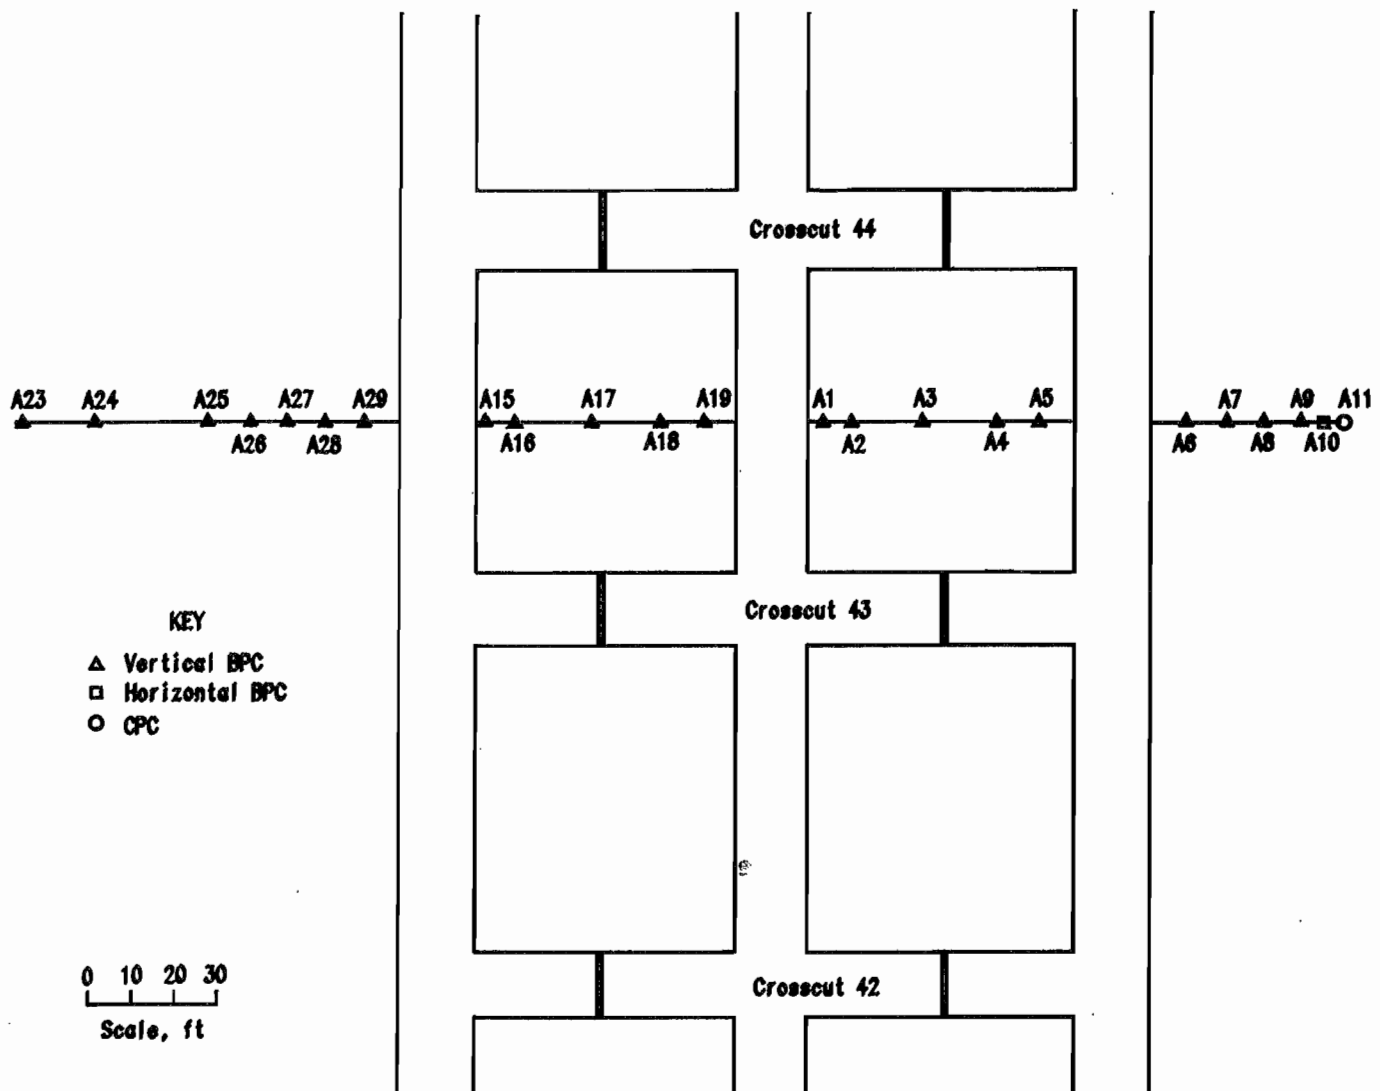 Crosscut 44
A23 A24 A25 A27 A29 A15 A17 A19 A1 A3 A5 A7 A9 A11
A26 A28 A16 A18 A2 A4 A6 A8 A10
Crosscut 43
KEY
Vertical BPC
Horizontal BPC
CPC
0 10 20 30
Crosscut 42
Scale, ft